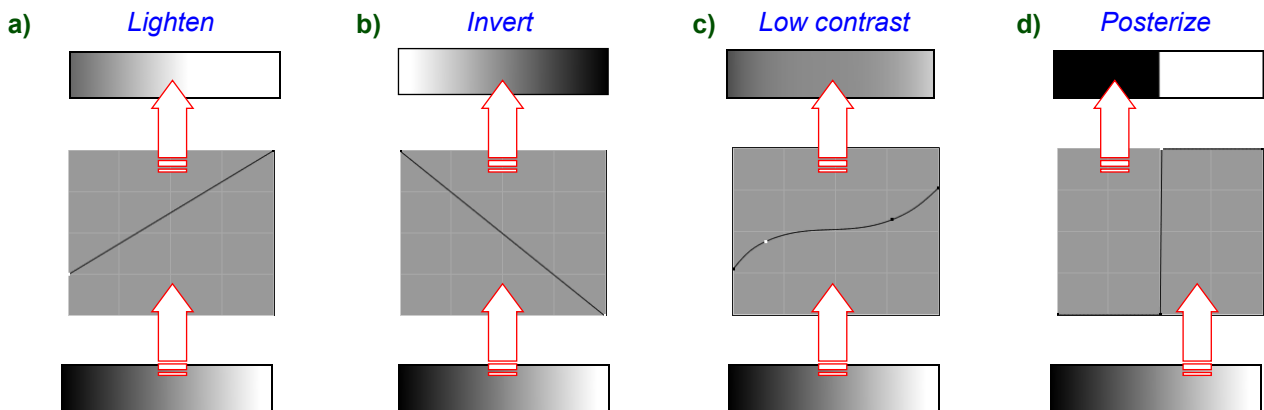 a) Lighten
b) Invert
c) Low contrast
d) Posterize